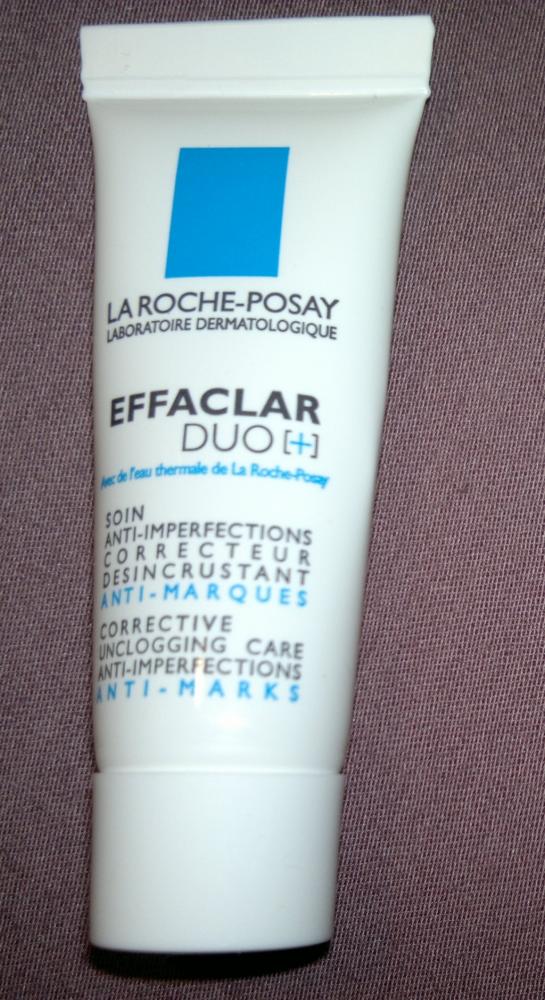 LA ROCHE-POSAY
LABORATOIRE DERMATOLOGIQUE
EFFACLAR
DUO [+]
Avec de l'eau thermale de La Roche-Posay
SOIN
ANTI-IMPERFECTIONS
CORRECTEUR
DESINCRUSTANT
ANTI-MARQUES
CORRECTIVE
UNCLOGGING CARE
ANTI-IMPERFECTIONS
ANTI-MARKS